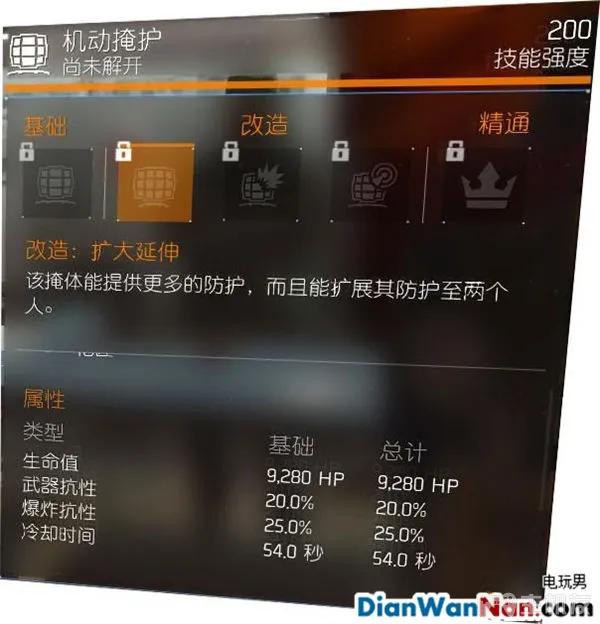 机动掩护
尚未解开
200
技能强度
基础 改造 精通
改造：扩大延伸
该掩体能提供更多的防护，而且能扩展其防护至两个
人。
属性
类型 基础 总计
生命值 9,280 HP 9,280 HP
武器抗性 20.0% 20.0%
爆炸抗性 25.0% 25.0%
冷却时间 54.0 秒 54.0 秒
电玩男
DianWanNan.com